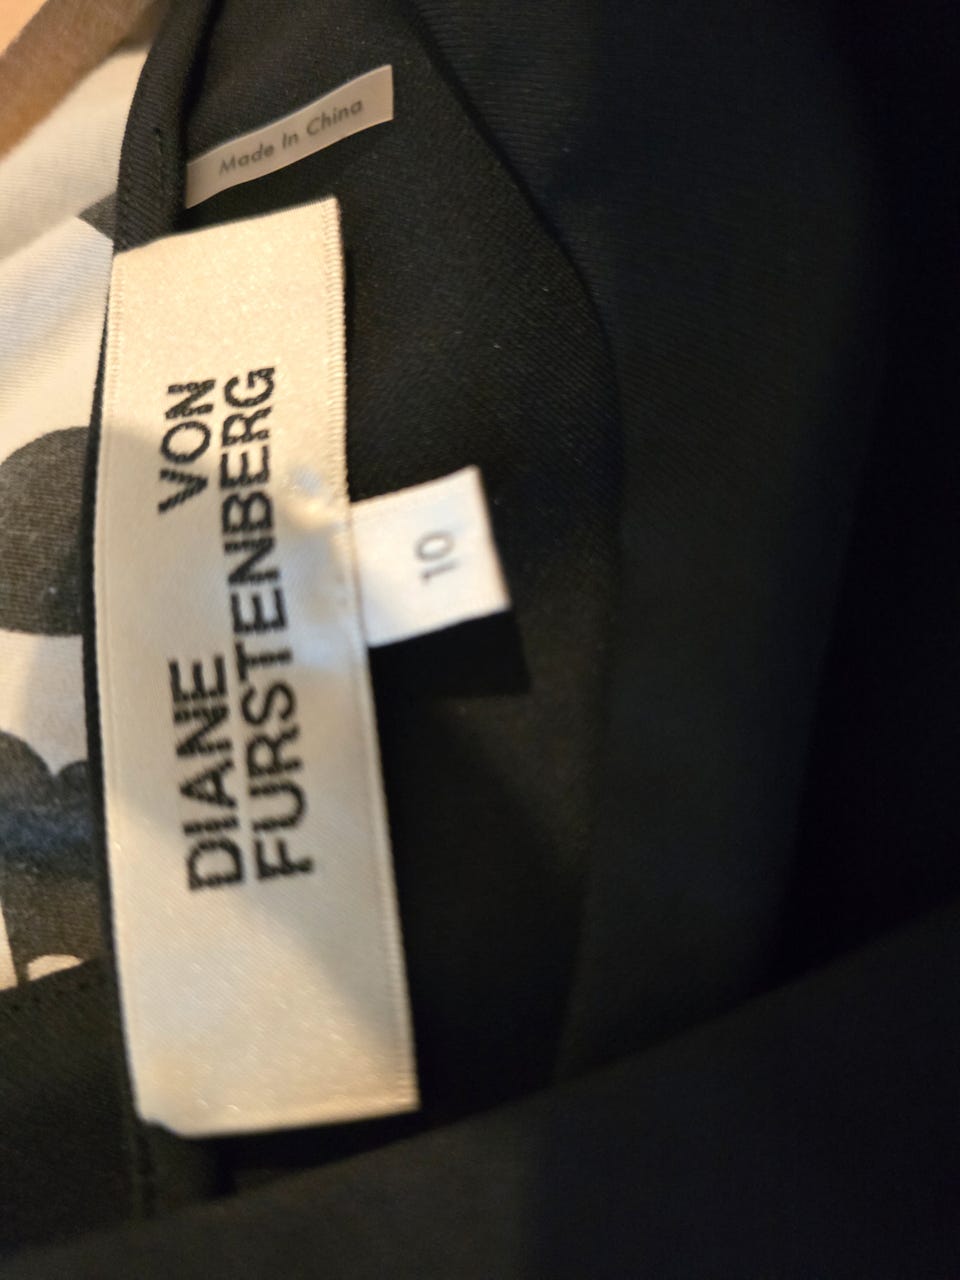 Made In China
DIANE VON
FURSTENBERG
10